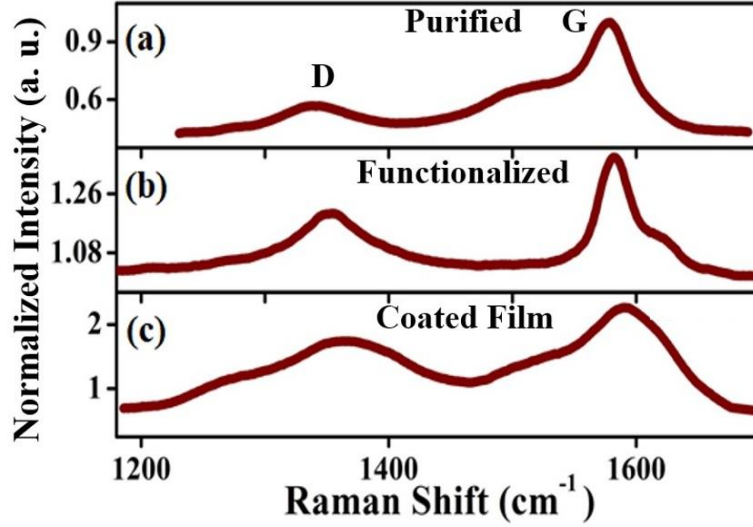 Normalized Intensity (a. u.)
(a) Purified G
0.9
D
0.6
(b) Functionalized
1.26
1.08
(c) Coated Film
2
1
1200 1400 1600
Raman Shift (cm-1)